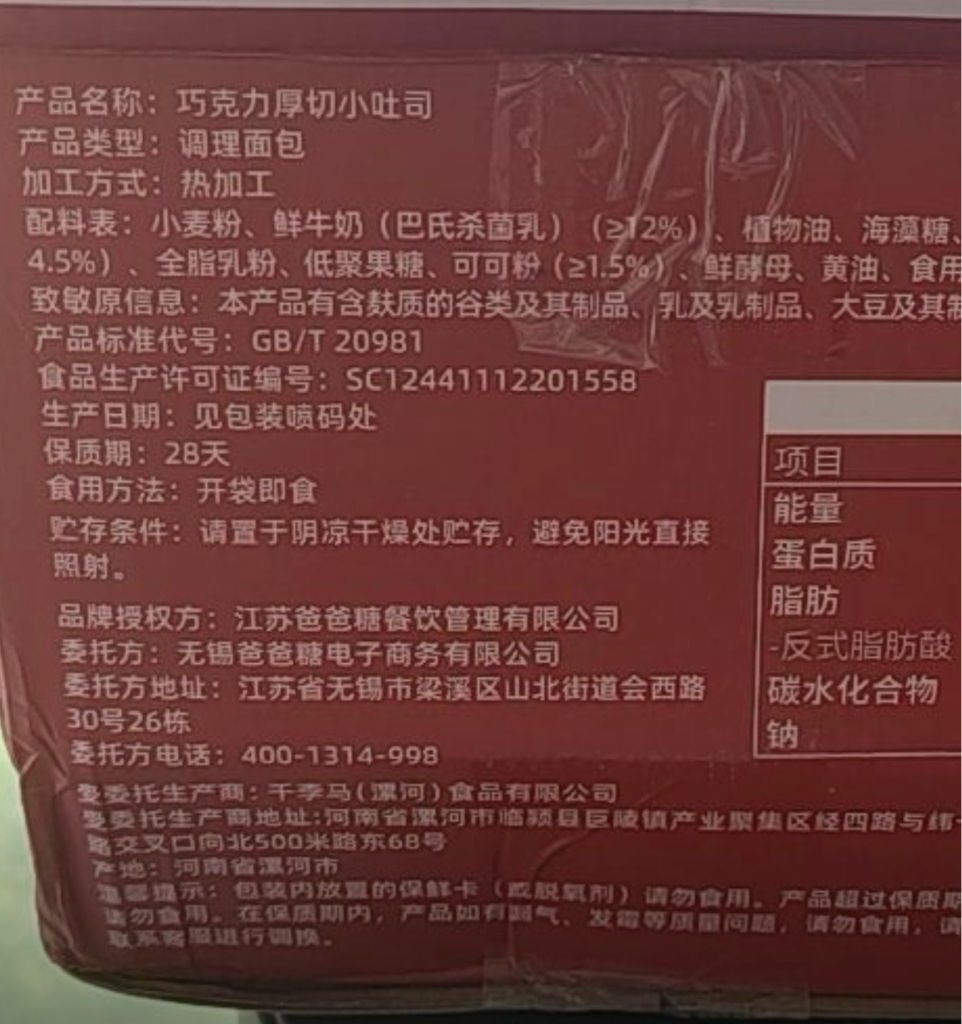 产品名称：巧克力厚切小吐司
产品类型：调理面包
加工方式：热加工
配料表：小麦粉、鲜牛奶（巴氏杀菌乳）（≥12%）、植物油、海藻糖、
4.5%）、全脂乳粉、低聚果糖、可可粉（≥1.5%）、鲜酵母、黄油、食用
致敏原信息：本产品有含麸质的谷类及其制品、乳及乳制品、大豆及其制
产品标准代号：GB/T 20981
食品生产许可证编号：SC12441112201558
生产日期：见包装喷码处
保质期：28天
食用方法：开袋即食
贮存条件：请置于阴凉干燥处贮存，避免阳光直接
照射。
品牌授权方：江苏爸爸糖餐饮管理有限公司
委托方：无锡爸爸糖电子商务有限公司
委托方地址：江苏省无锡市梁溪区山北街道会西路
30号26栋
委托方电话：400-1314-998
受委托生产商：千季马（漯河）食品有限公司
受委托生产商地址：河南省漯河市临颍县巨陵镇产业聚集区经四路与纬一
路交叉口向北500米路东68号
产地：河南省漯河市
温馨提示：包装内放置的保鲜卡（或脱氧剂）请勿食用。产品超过保质期
请勿食用。在保质期内，产品如有漏气、发霉等质量问题，请勿食用，请
联系客服进行调换。
项目
能量
蛋白质
脂肪
-反式脂肪酸
碳水化合物
钠